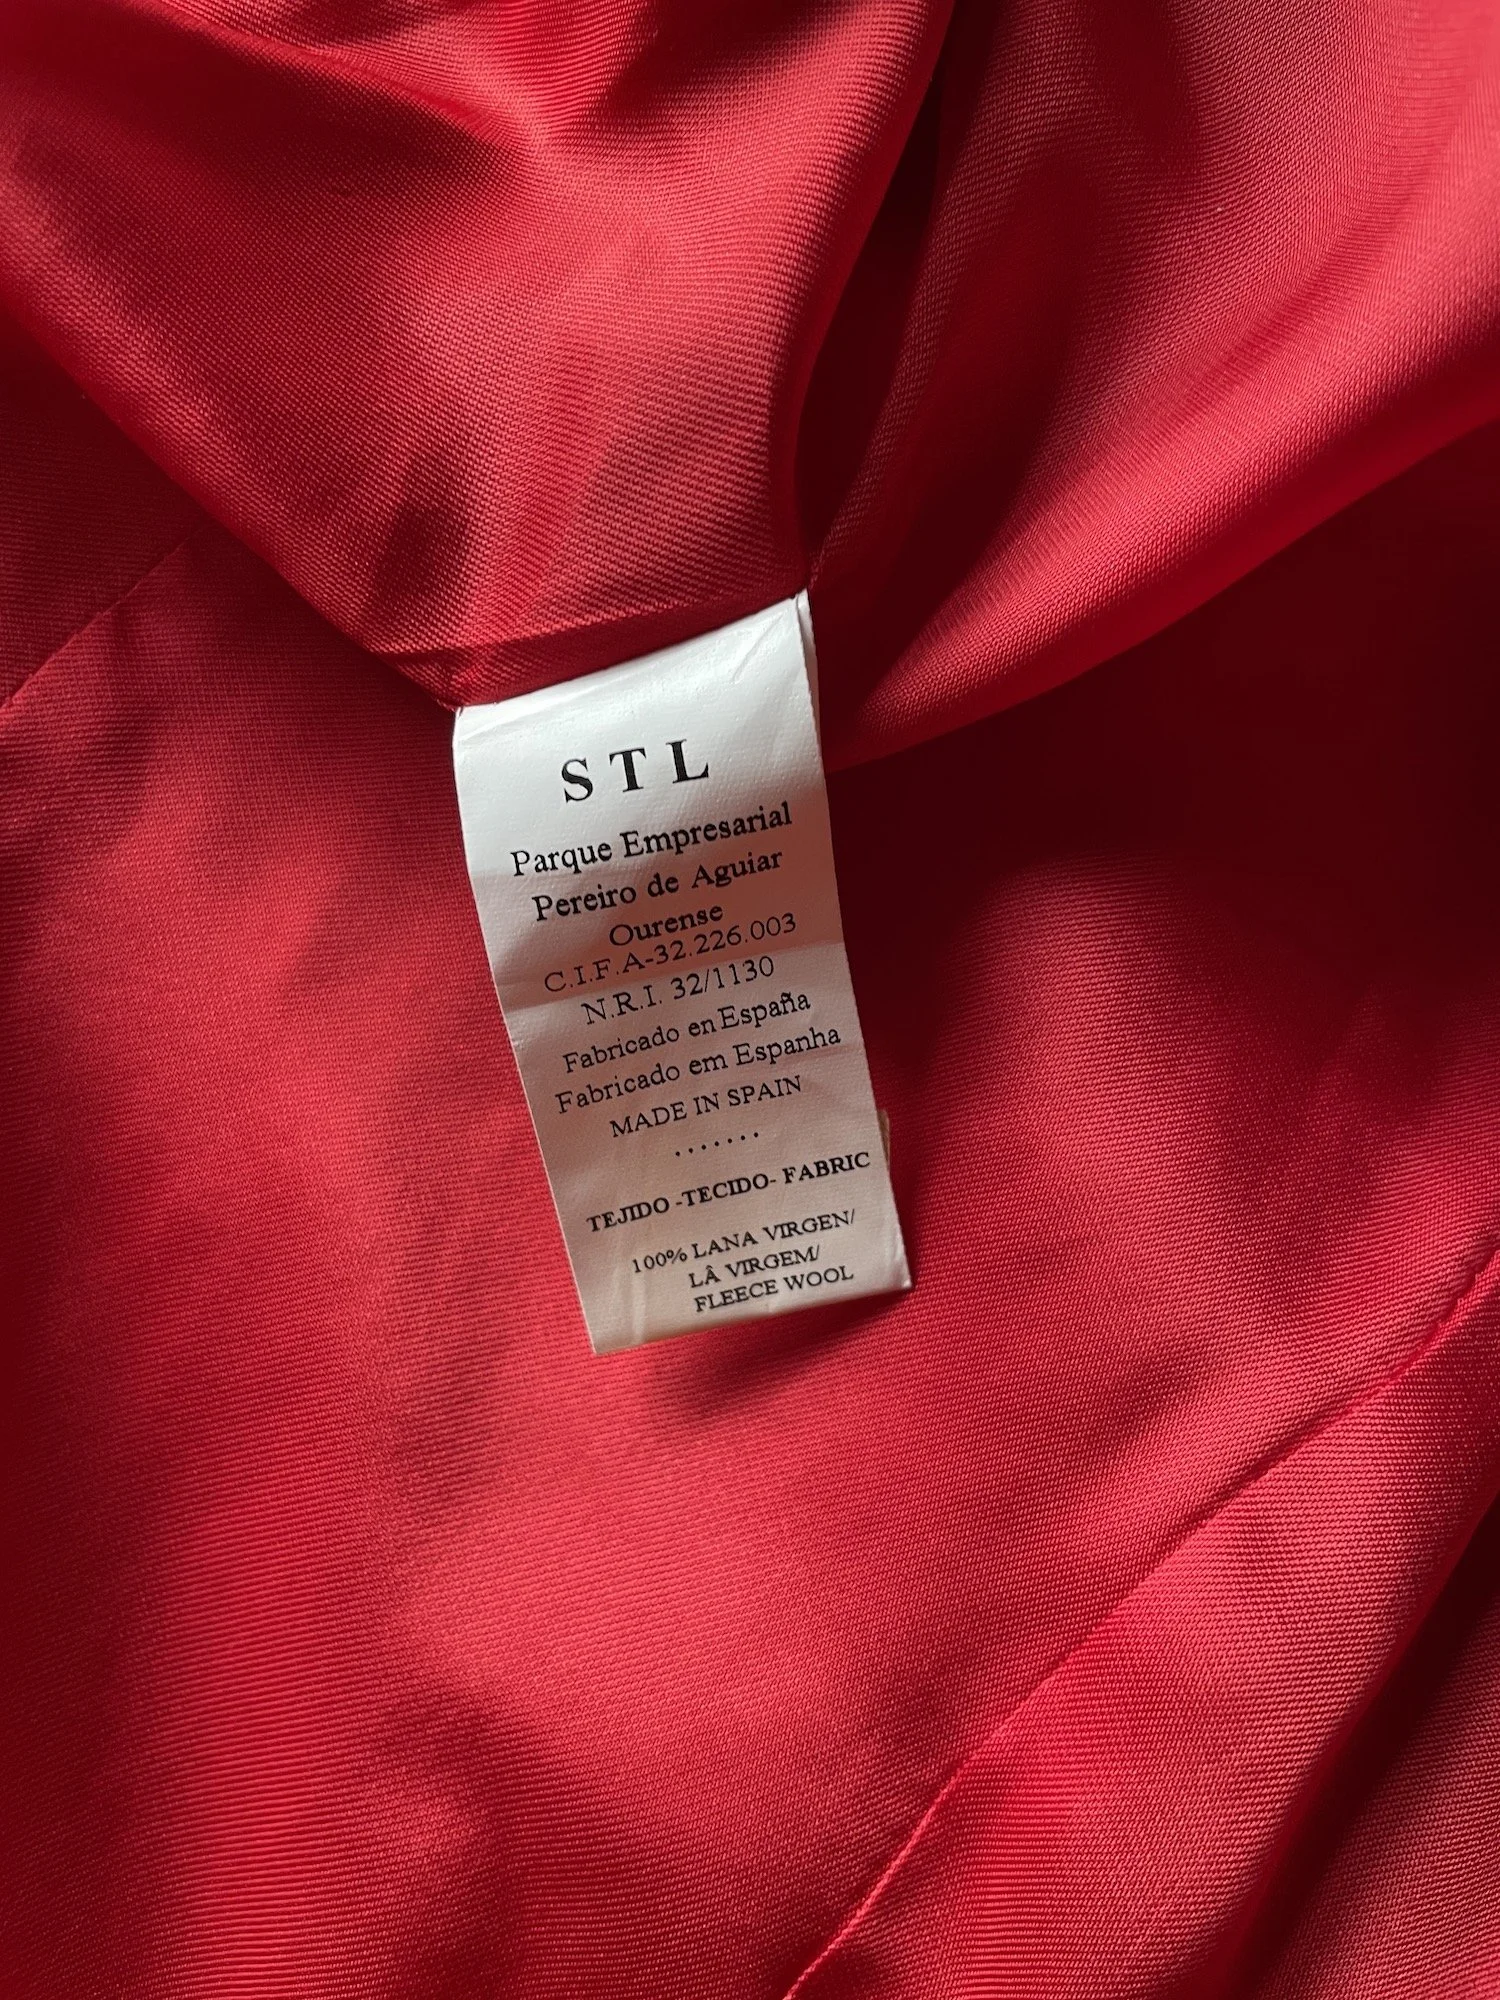 STL
Parque Empresarial
Pereiro de Aguiar
Ourense
C.I.F.A-32.226.003
N.R.I. 32/1130
Fabricado en España
Fabricado em Espanha
MADE IN SPAIN
.......
TEJIDO -TECIDO- FABRIC
100% LANA VIRGEN/
LÂ VIRGEM/
FLEECE WOOL